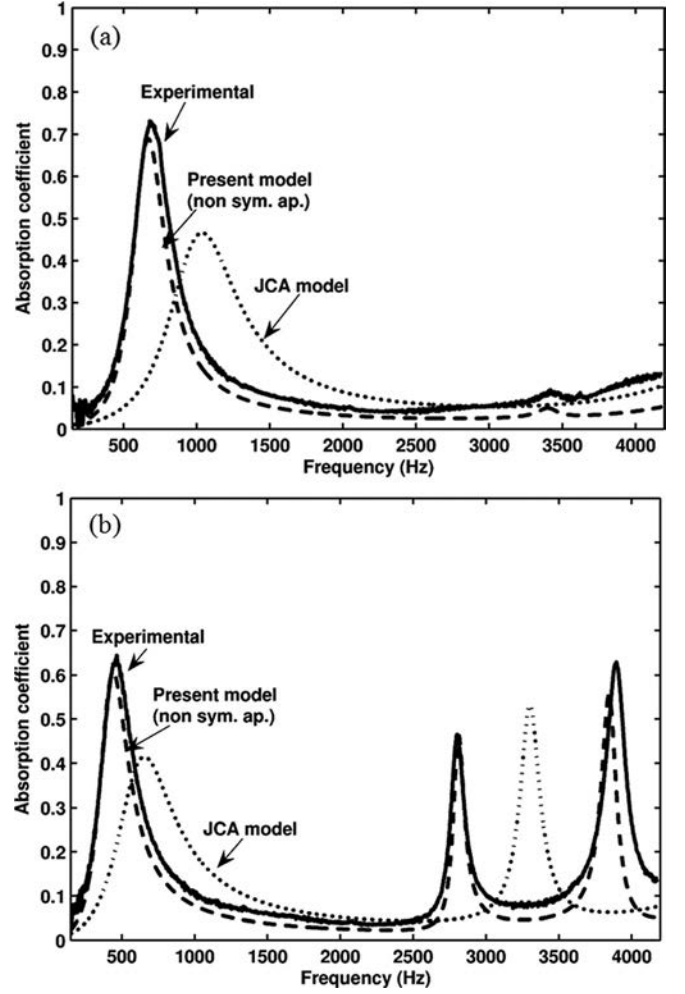 (a)
1
0.9
0.8
0.7
0.6
0.5
0.4
0.3
0.2
0.1
0
Absorption coefficient
Experimental
Present model
(non sym. ap.)
JCA model
500 1000 1500 2000 2500 3000 3500 4000
Frequency (Hz)
(b)
1
0.9
0.8
0.7
0.6
0.5
0.4
0.3
0.2
0.1
0
Absorption coefficient
Experimental
Present model
(non sym. ap.)
JCA model
500 1000 1500 2000 2500 3000 3500 4000
Frequency (Hz)